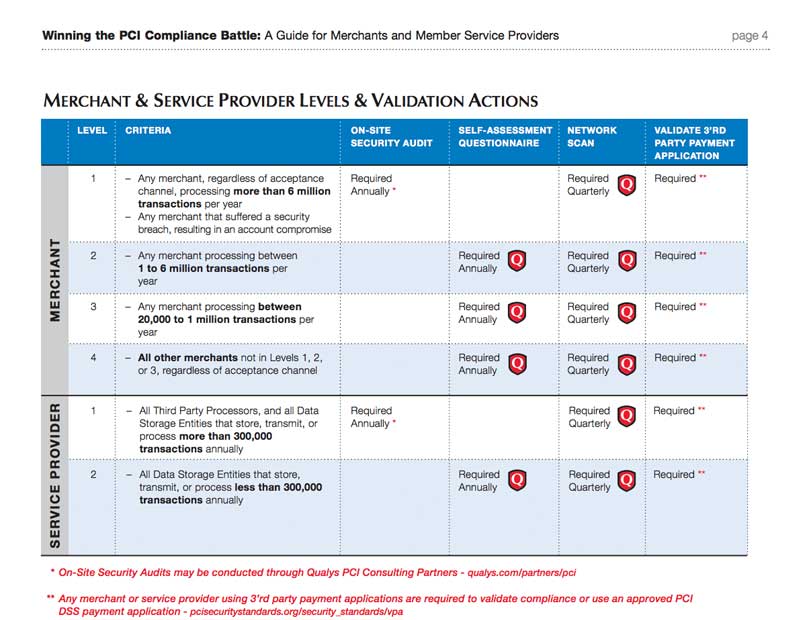 Winning the PCI Compliance Battle: A Guide for Merchants and Member Service Providers
page 4
MERCHANT & SERVICE PROVIDER LEVELS & VALIDATION ACTIONS
LEVEL
CRITERIA
ON-SITE
SECURITY AUDIT
SELF-ASSESSMENT
QUESTIONNAIRE
NETWORK
SCAN
VALIDATE 3'RD
PARTY PAYMENT
APPLICATION
MERCHANT
1
– Any merchant, regardless of acceptance
channel, processing more than 6 million
transactions per year
– Any merchant that suffered a security
breach, resulting in an account compromise
Required
Annually *
Required
Quarterly
Q
Required **
2
– Any merchant processing between
1 to 6 million transactions per
year
Required
Annually
Q
Required
Quarterly
Q
Required **
3
– Any merchant processing between
20,000 to 1 million transactions per
year
Required
Annually
Q
Required
Quarterly
Q
Required **
4
– All other merchants not in Levels 1, 2,
or 3, regardless of acceptance channel
Required
Annually
Q
Required
Quarterly
Q
Required **
SERVICE PROVIDER
1
– All Third Party Processors, and all Data
Storage Entities that store, transmit, or
process more than 300,000
transactions annually
Required
Annually *
Required
Quarterly
Q
Required **
2
– All Data Storage Entities that store,
transmit, or process less than 300,000
transactions annually
Required
Annually
Q
Required
Quarterly
Q
Required **
* On-Site Security Audits may be conducted through Qualys PCI Consulting Partners - qualys.com/partners/pci
** Any merchant or service provider using 3'rd party payment applications are required to validate compliance or use an approved PCI
DSS payment application - pcisecuritystandards.org/security_standards/vpa